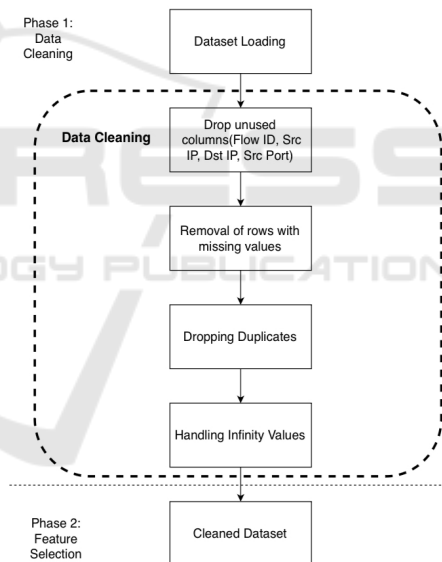 Phase 1:
Data
Cleaning
Dataset Loading
Data Cleaning
Drop unused
columns(Flow ID, Src
IP, Dst IP, Src Port)
Removal of rows with
missing values
Dropping Duplicates
Handling Infinity Values
Phase 2:
Feature
Selection
Cleaned Dataset
PUBLICATION